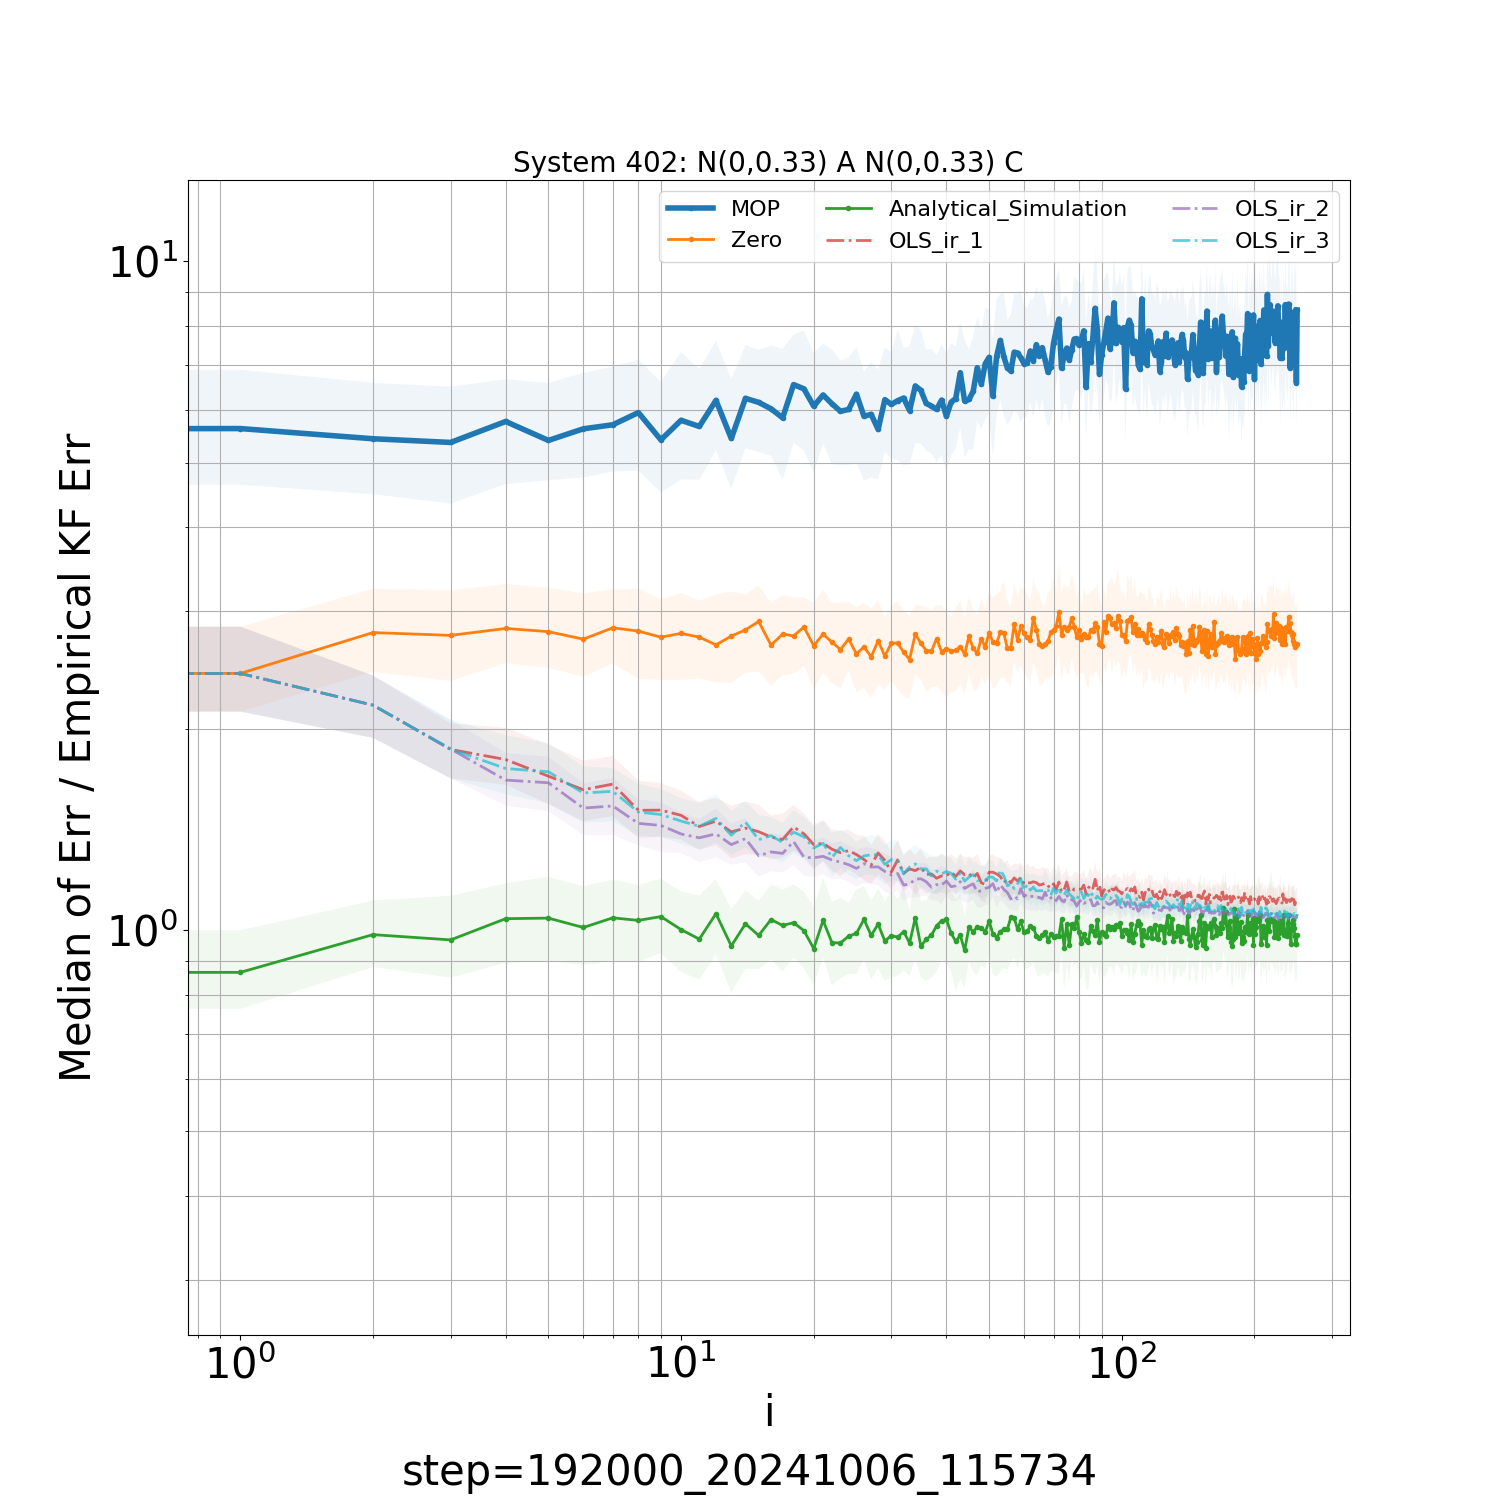 System 402: N(0,0.33) A N(0,0.33) C
MOP
Zero
Analytical_Simulation
OLS_ir_1
OLS_ir_2
OLS_ir_3
Median of Err / Empirical KF Err
10¹
10⁰
10⁰
10¹
10²
i
step=192000_20241006_115734